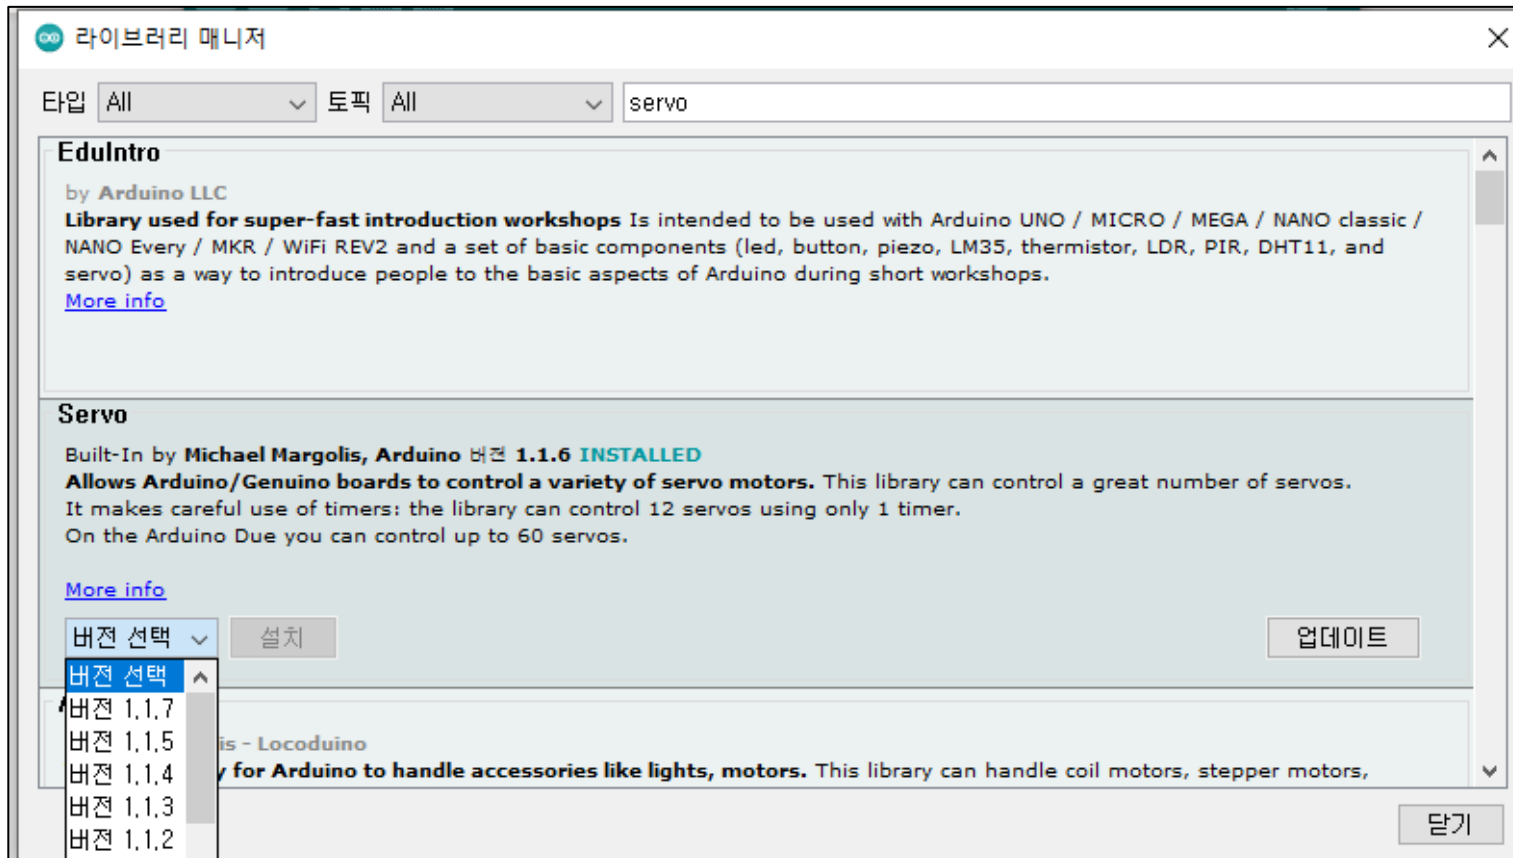 라이브러리 매니저
타입 All 토픽 All servo
EduIntro
by Arduino LLC
Library used for super-fast introduction workshops Is intended to be used with Arduino UNO / MICRO / MEGA / NANO classic /
NANO Every / MKR / WiFi REV2 and a set of basic components (led, button, piezo, LM35, thermistor, LDR, PIR, DHT11, and
servo) as a way to introduce people to the basic aspects of Arduino during short workshops.
More info
Servo
Built-In by Michael Margolis, Arduino 버전 1.1.6 INSTALLED
Allows Arduino/Genuino boards to control a variety of servo motors. This library can control a great number of servos.
It makes careful use of timers: the library can control 12 servos using only 1 timer.
On the Arduino Due you can control up to 60 servos.
More info
버전 선택 설치 업데이트
버전 선택
버전 1,1,7
버전 1,1,5
is - Locoduino
버전 1,1,4
y for Arduino to handle accessories like lights, motors. This library can handle coil motors, stepper motors,
버전 1,1,3
버전 1,1,2
닫기